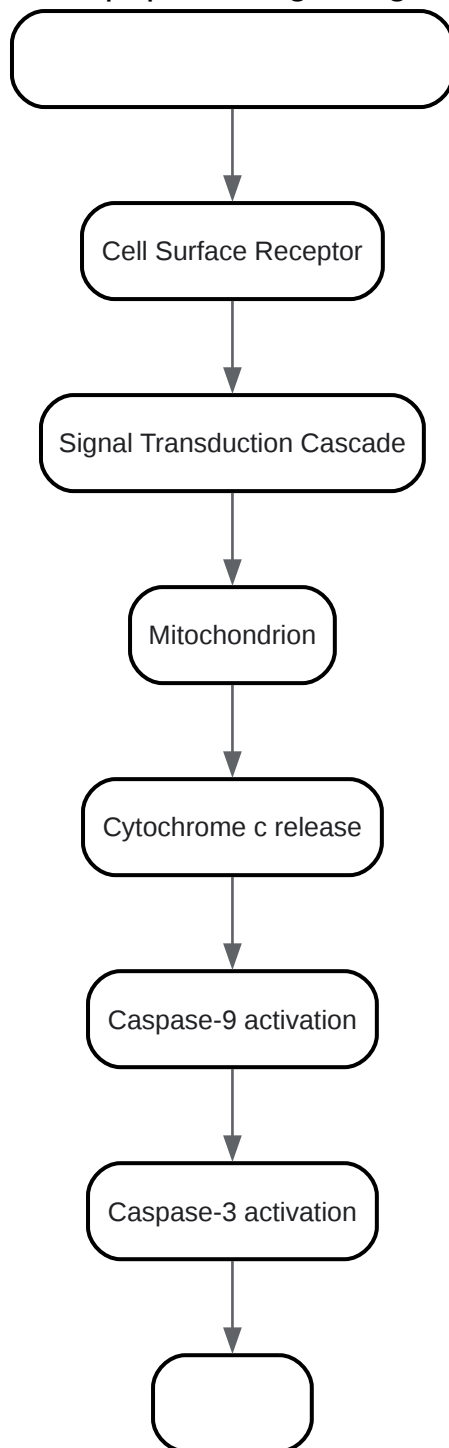 Cell Surface Receptor
Signal Transduction Cascade
Mitochondrion
Cytochrome c release
Caspase-9 activation
Caspase-3 activation